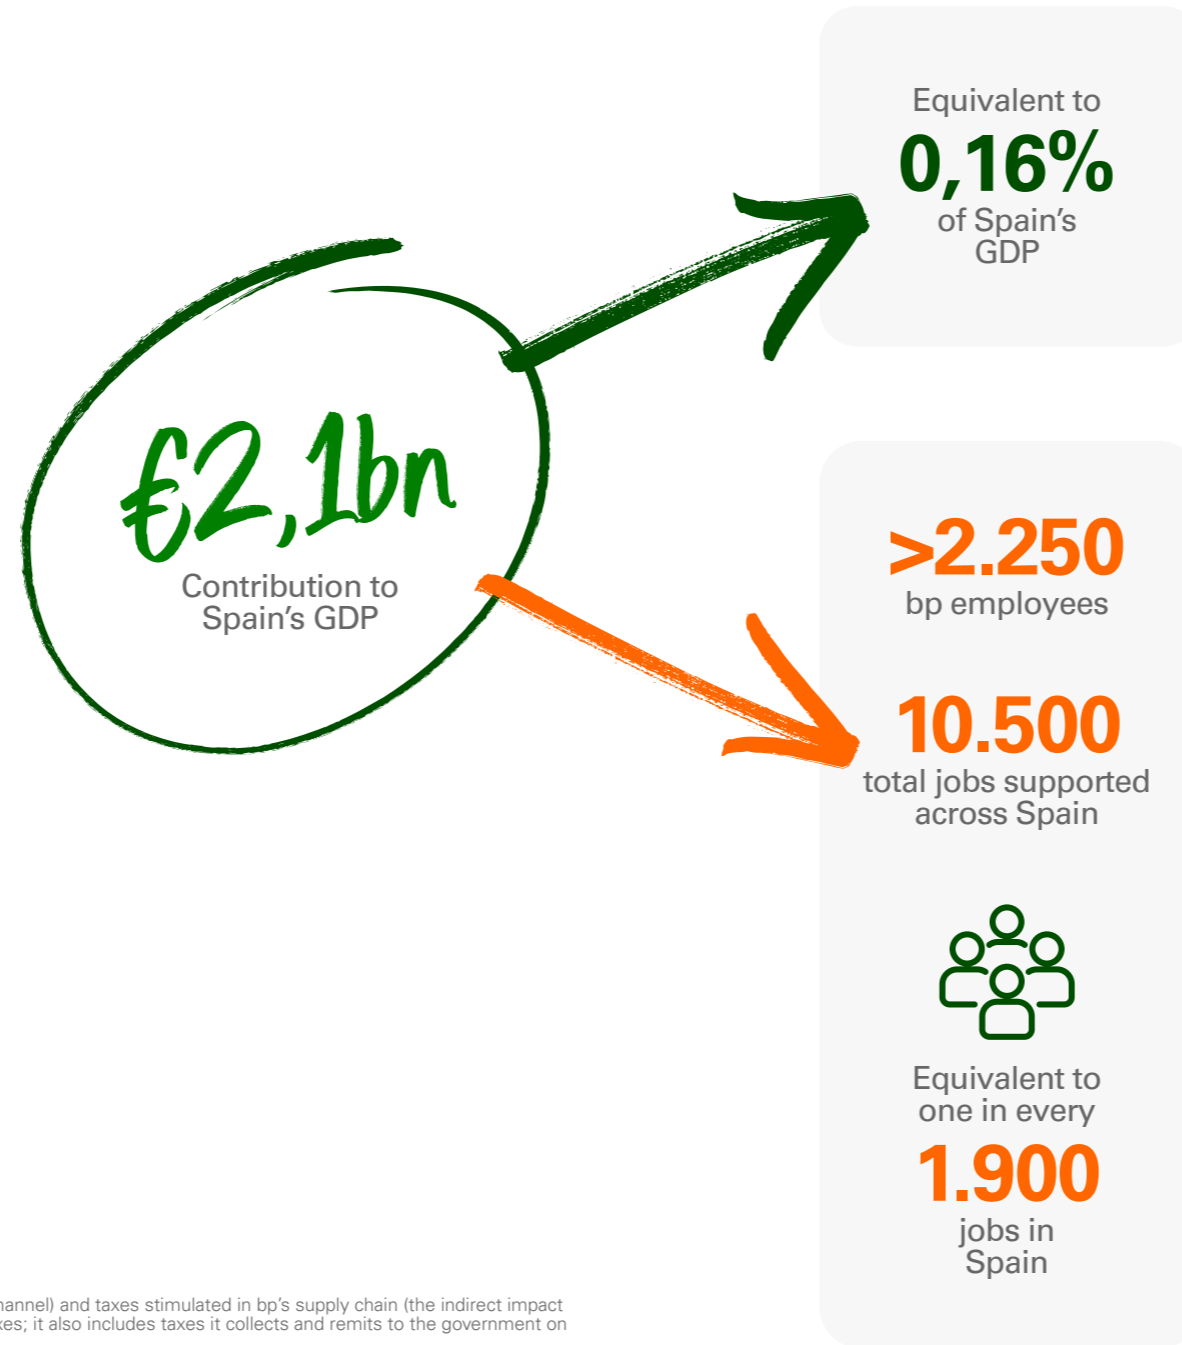 Equivalent to
0,16%
of Spain's
GDP
€2,1bn
Contribution to
Spain's GDP
>2.250
bp employees
10.500
total jobs supported
across Spain
Equivalent to
one in every
1.900
jobs in
Spain
and taxes stimulated in bp's supply chain (the indirect impact
it also includes taxes it collects and remits to the government on